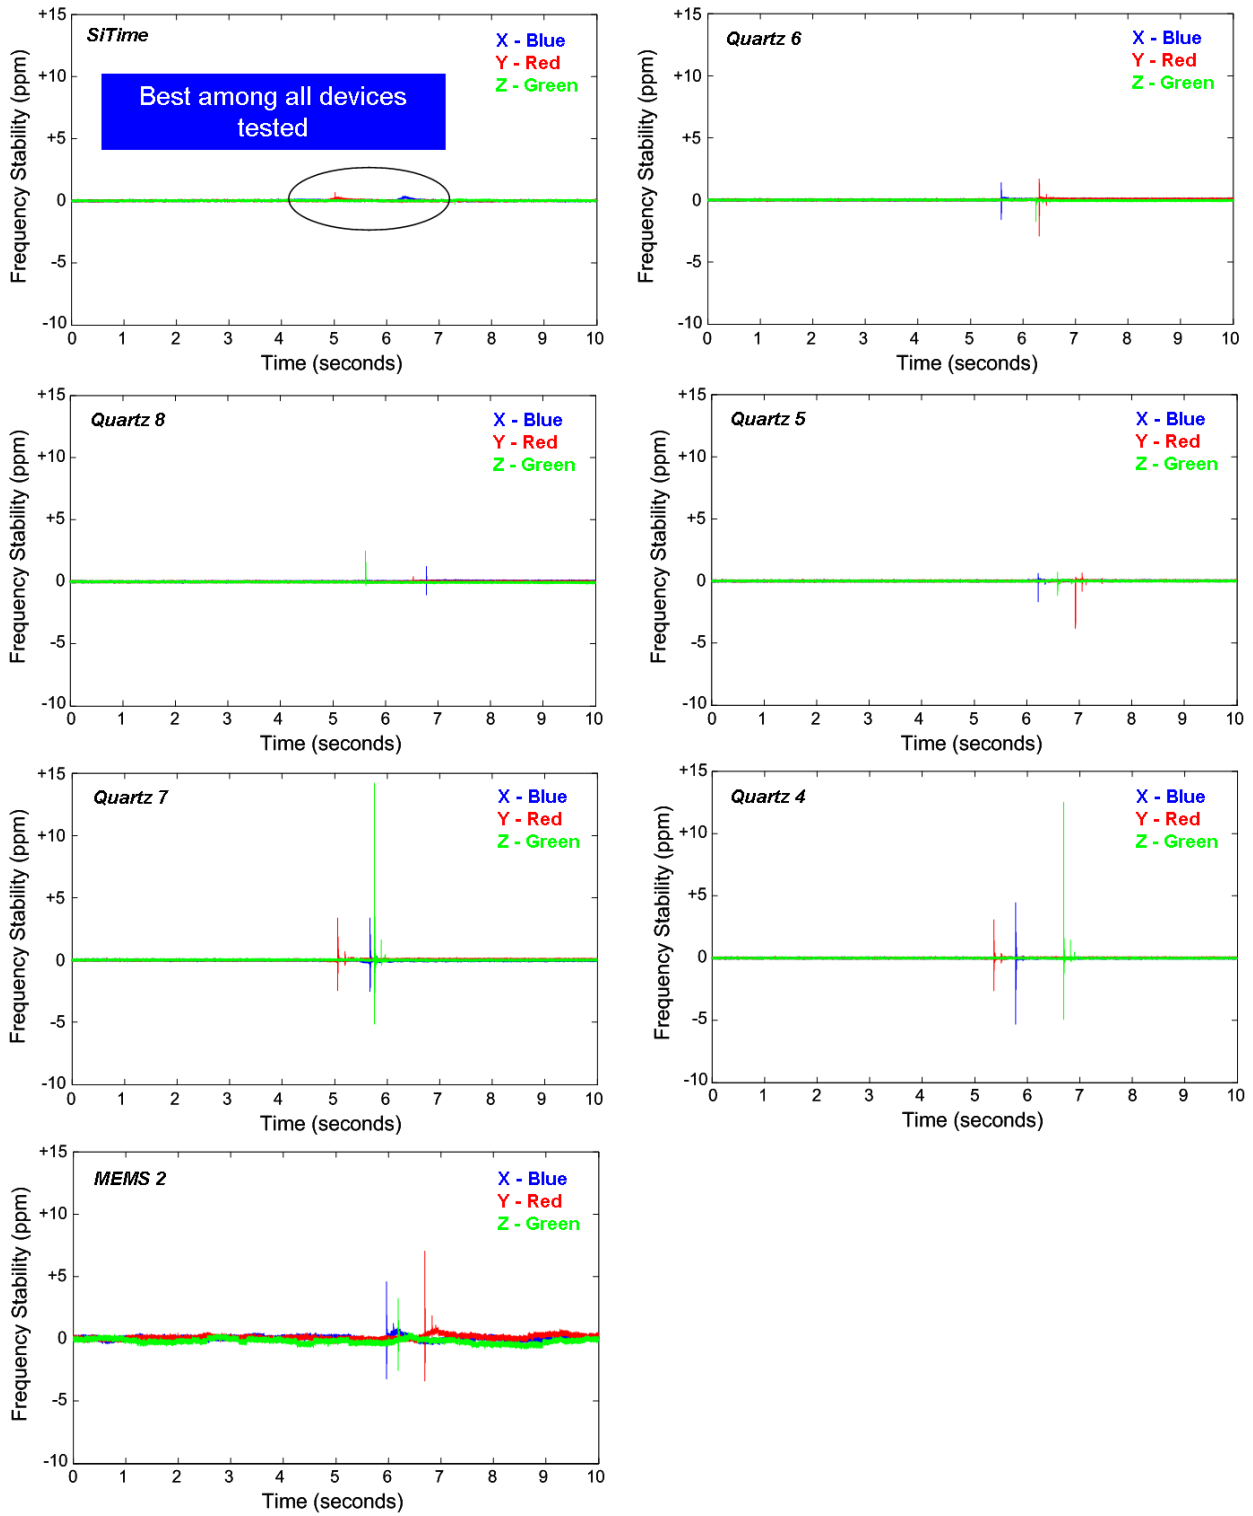 SiTime
X - Blue
Y - Red
Z - Green
Best among all devices
tested
Frequency Stability (ppm)
+15
+10
+5
0
-5
-10
0 1 2 3 4 5 6 7 8 9 10
Time (seconds)
Quartz 6
X - Blue
Y - Red
Z - Green
Frequency Stability (ppm)
+15
+10
+5
0
-5
-10
0 1 2 3 4 5 6 7 8 9 10
Time (seconds)
Quartz 8
X - Blue
Y - Red
Z - Green
Frequency Stability (ppm)
+15
+10
+5
0
-5
-10
0 1 2 3 4 5 6 7 8 9 10
Time (seconds)
Quartz 5
X - Blue
Y - Red
Z - Green
Frequency Stability (ppm)
+15
+10
+5
0
-5
-10
0 1 2 3 4 5 6 7 8 9 10
Time (seconds)
Quartz 7
X - Blue
Y - Red
Z - Green
Frequency Stability (ppm)
+15
+10
+5
0
-5
-10
0 1 2 3 4 5 6 7 8 9 10
Time (seconds)
Quartz 4
X - Blue
Y - Red
Z - Green
Frequency Stability (ppm)
+15
+10
+5
0
-5
-10
0 1 2 3 4 5 6 7 8 9 10
Time (seconds)
MEMS 2
X - Blue
Y - Red
Z - Green
Frequency Stability (ppm)
+15
+10
+5
0
-5
-10
0 1 2 3 4 5 6 7 8 9 10
Time (seconds)